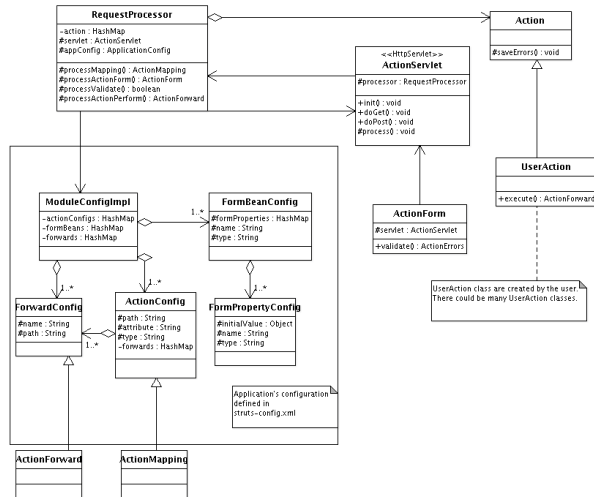 RequestProcessor
-action : HashMap
#servlet : ActionServlet
#appConfig : ApplicationConfig
#processMapping() : ActionMapping
#processActionForm() : ActionForm
#processValidate() : boolean
#processActionPerform() : ActionForward
Action
#saveErrors() : void
<<HttpServlet>>
ActionServlet
#processor : RequestProcessor
+init() : void
+doGet() : void
+doPost() : void
#process() : void
UserAction
+execute() : ActionForward
ModuleConfigImpl
-actionConfigs : HashMap
-formBeans : HashMap
-forwards : HashMap
1..*
FormBeanConfig
#formProperties : HashMap
#name : String
#type : String
ActionForm
#servlet : ActionServlet
+validate() : ActionErrors
UserAction class are created by the user.
There could be many UserAction classes.
1..*
1..*
1..*
ForwardConfig
#name : String
#path : String
1..*
ActionConfig
#path : String
#attribute : String
#type : String
-forwards : HashMap
FormPropertyConfig
#initialValue : Object
#name : String
#type : String
Application's configuration
defined in
struts-config.xml
ActionForward
ActionMapping